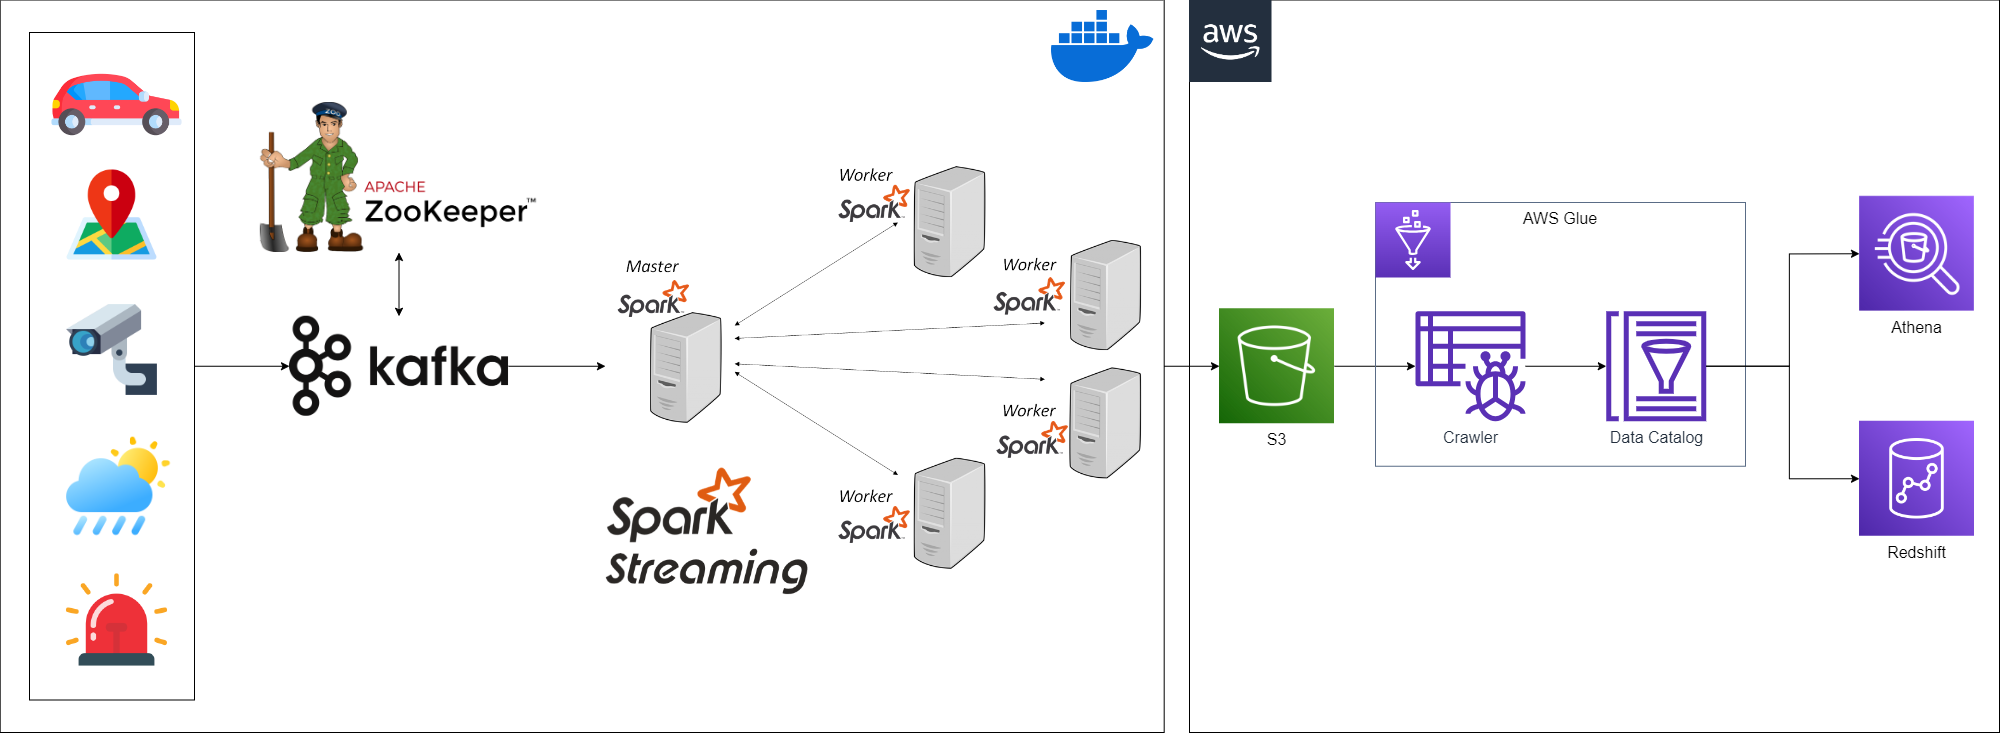 aws
ZOO
APACHE
ZooKeeper™
kafka
Master
Spark
Worker
Spark
Worker
Spark
Worker
Spark
Worker
Spark
Spark
Streaming
S3
AWS Glue
Crawler
Data Catalog
Athena
Redshift